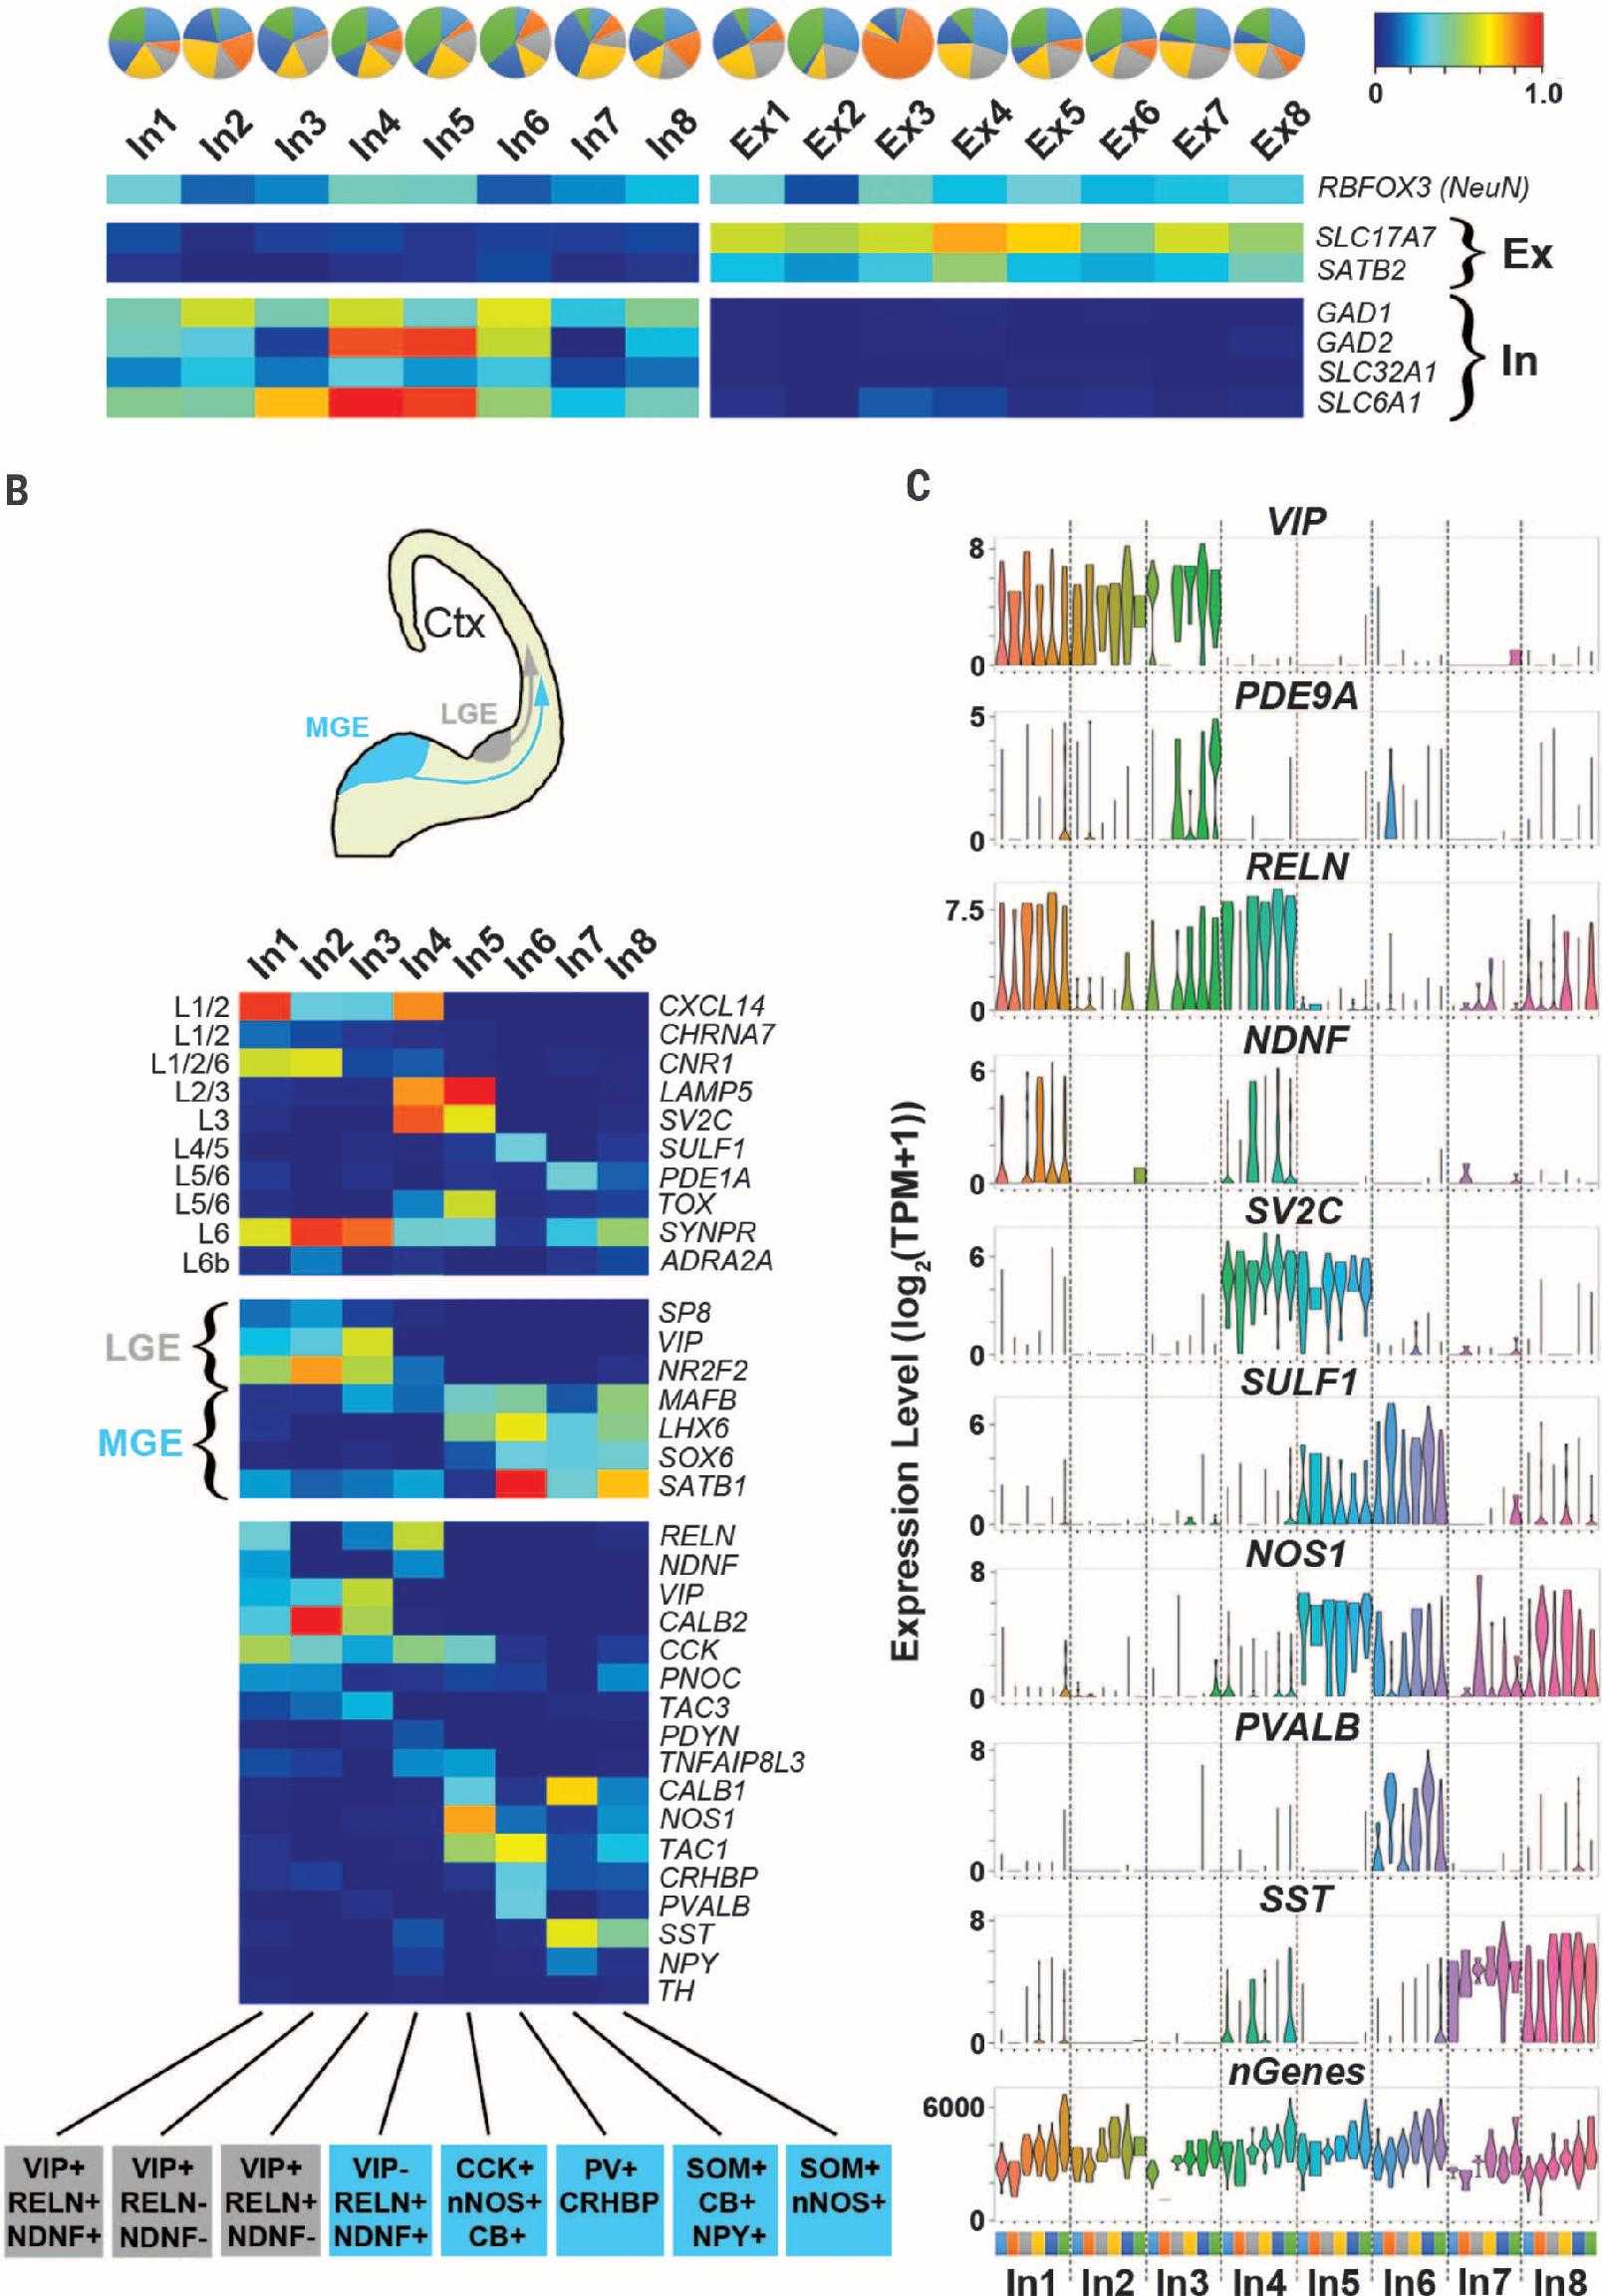 0 1.0
In1 In2 In3 In4 In5 In6 In7 In8 Ex1 Ex2 Ex3 Ex4 Ex5 Ex6 Ex7 Ex8
RBFOX3 (NeuN)
SLC17A7
SATB2
Ex
GAD1
GAD2
SLC32A1
SLC6A1
In
B
Ctx
LGE
MGE
In1 In2 In3 In4 In5 In6 In7 In8
L1/2 CXCL14
L1/2 CHRNA7
L1/2/6 CNR1
L2/3 LAMP5
L3 SV2C
L4/5 SULF1
L5/6 PDE1A
L5/6 TOX
L6 SYNPR
L6b ADRA2A
LGE
MGE
SP8
VIP
NR2F2
MAFB
LHX6
SOX6
SATB1
RELN
NDNF
VIP
CALB2
CCK
PNOC
TAC3
PDYN
TNFAIP8L3
CALB1
NOS1
TAC1
CRHBP
PVALB
SST
NPY
TH
VIP+
RELN+
NDNF+
VIP+
RELN-
NDNF-
VIP+
RELN+
NDNF-
VIP-
RELN+
NDNF+
CCK+
nNOS+
CB+
PV+
CRHBP
SOM+
CB+
NPY+
SOM+
nNOS+
C
Expression Level (log2(TPM+1))
VIP
8
0
PDE9A
5
0
RELN
7.5
0
NDNF
6
0
SV2C
6
0
SULF1
6
0
NOS1
8
0
PVALB
8
0
SST
8
0
nGenes
6000
0
In1 In2 In3 In4 In5 In6 In7 In8